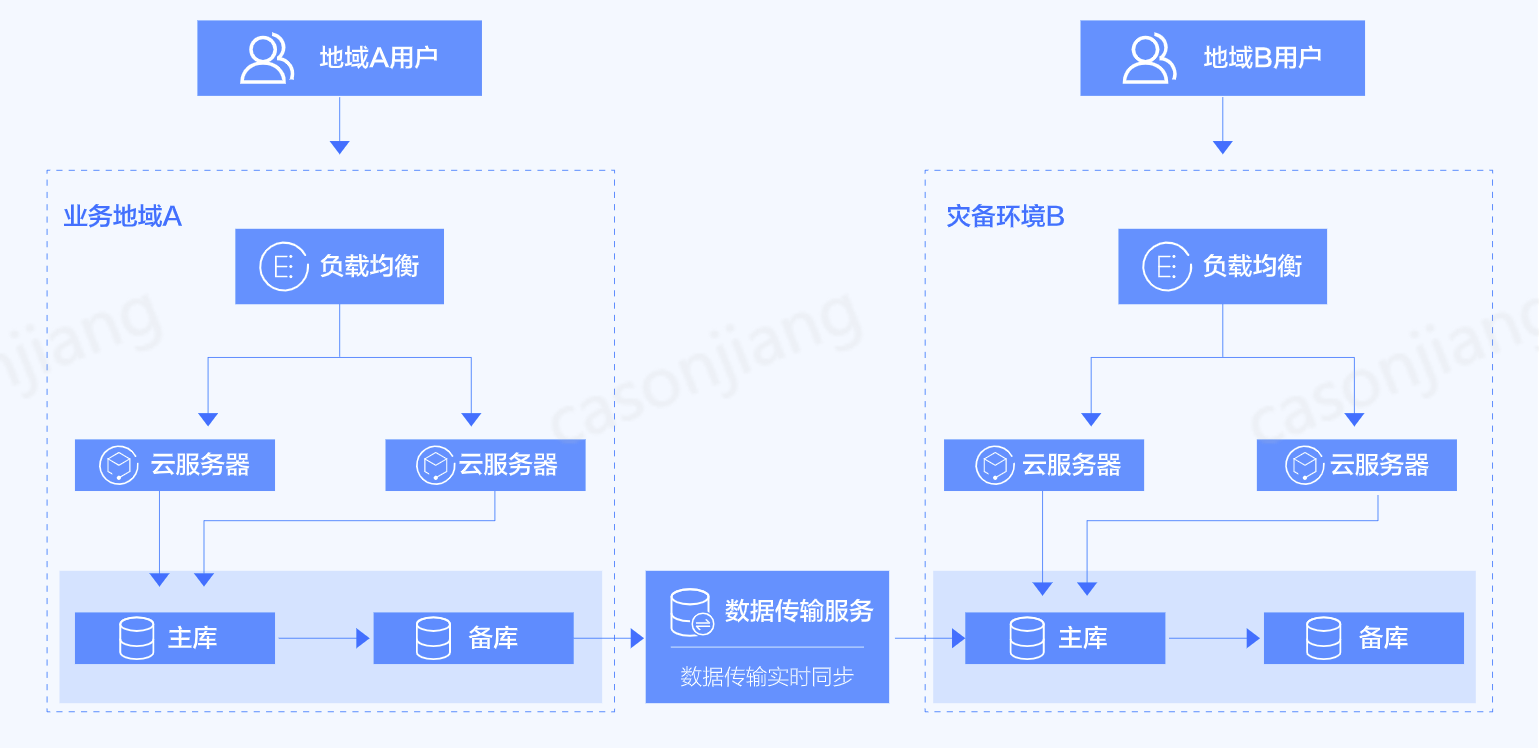 地域A用户
地域B用户
业务地域A
灾备环境B
负载均衡
负载均衡
云服务器
云服务器
云服务器
云服务器
主库
备库
数据传输服务
数据传输实时同步
主库
备库
onjiang
casonjiang
casonjiang